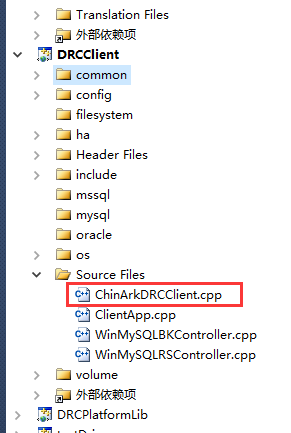 Translation Files
外部依赖项
DRCClient
common
config
filesystem
ha
Header Files
include
mssql
mysql
oracle
os
Source Files
ChinArkDRCClient.cpp
ClientApp.cpp
WinMySQLBKController.cpp
WinMySQLRSController.cpp
volume
外部依赖项
DRCPlatformLib